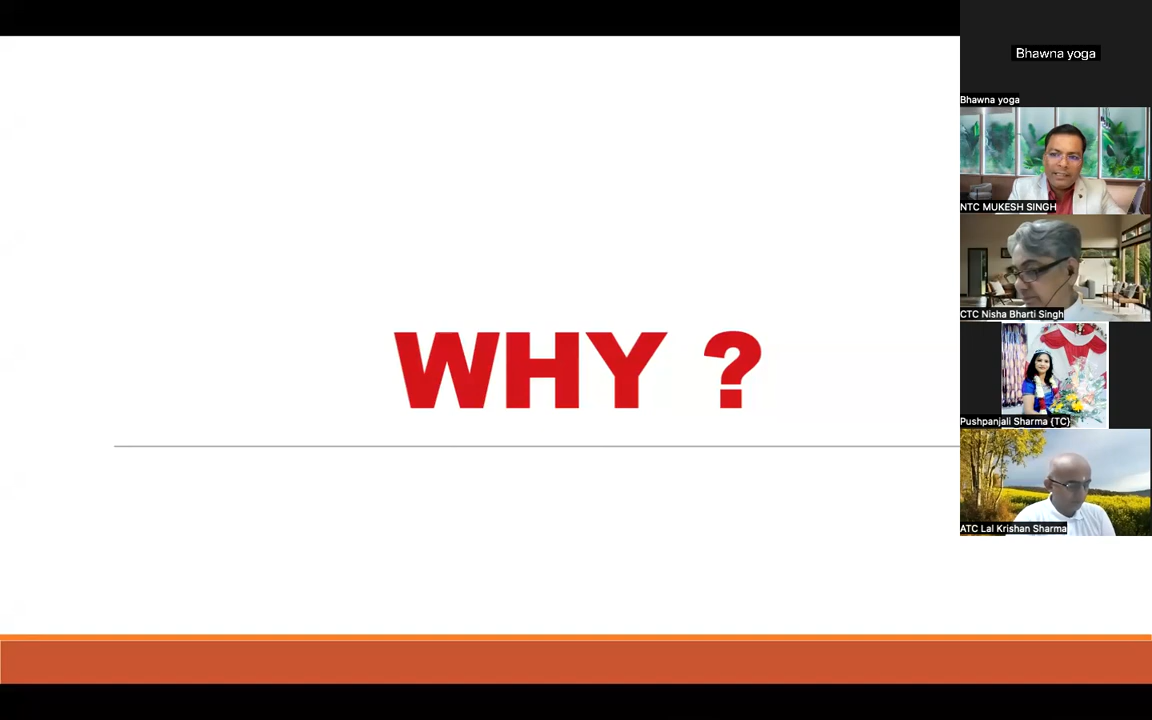 WHY ?
Bhawna yoga
Bhawna yoga
NTC MUKESH SINGH
CTC Nisha Bharti Singh
Pushpanjali Sharma {TC}
ATC Lal Krishan Sharma